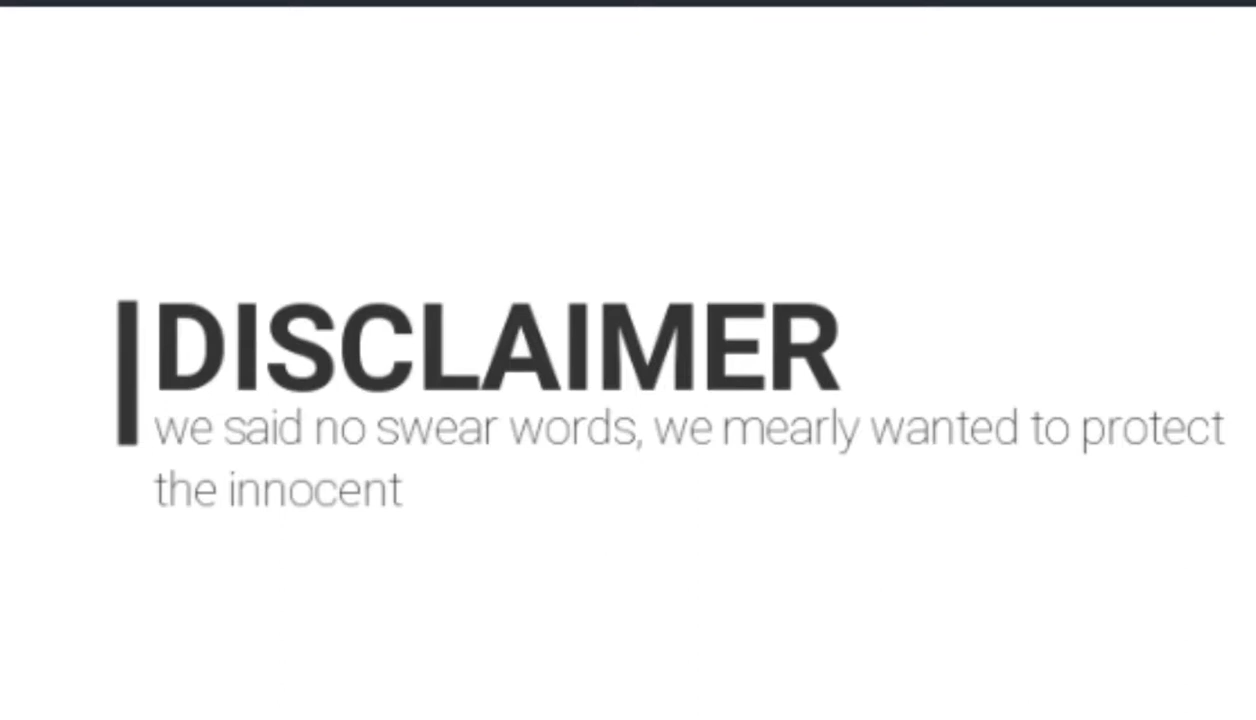 DISCLAIMER
we said no swear words, we mearly wanted to protect
the innocent